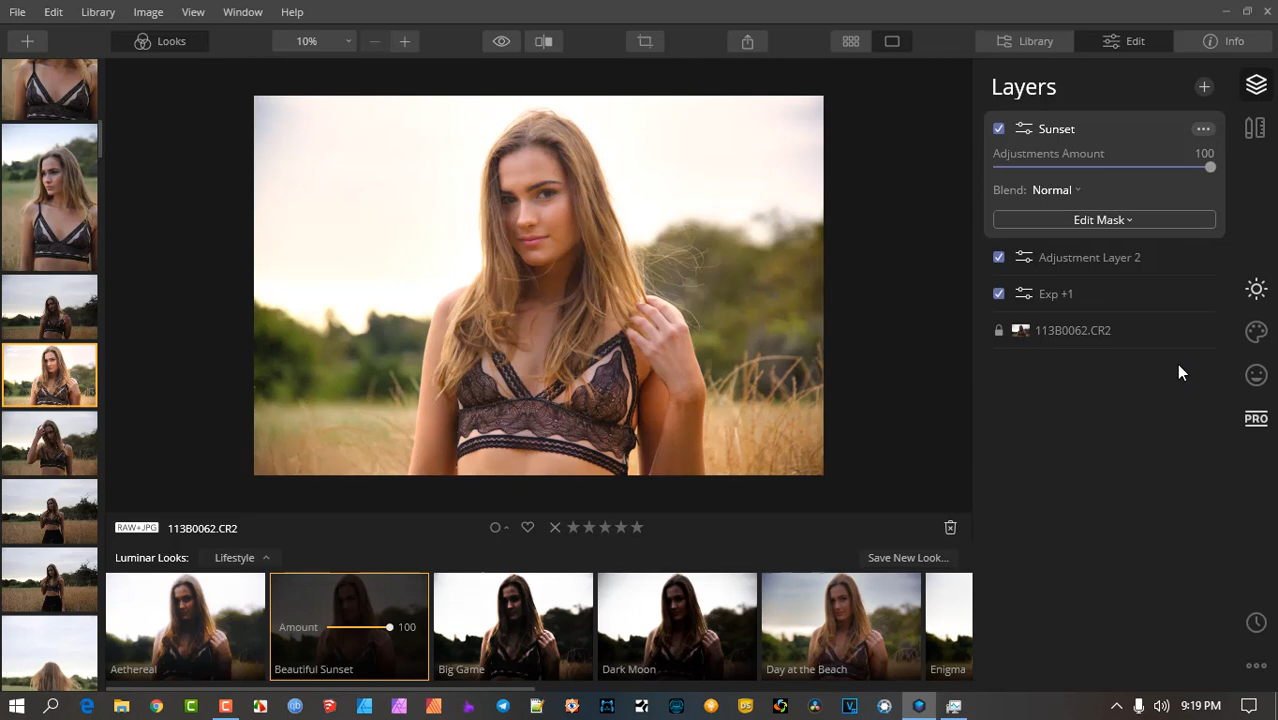 File Edit Library Image View Window Help
Looks 10% Library Edit Info
Layers
Sunset
Adjustments Amount 100
Blend: Normal
Edit Mask
Adjustment Layer 2
Exp +1
113B0062.CR2
PRO
RAW+JPG 113B0062.CR2
Luminar Looks: Lifestyle Save New Look...
Amount 100
Aethereal Beautiful Sunset Big Game Dark Moon Day at the Beach Enigma
9:19 PM